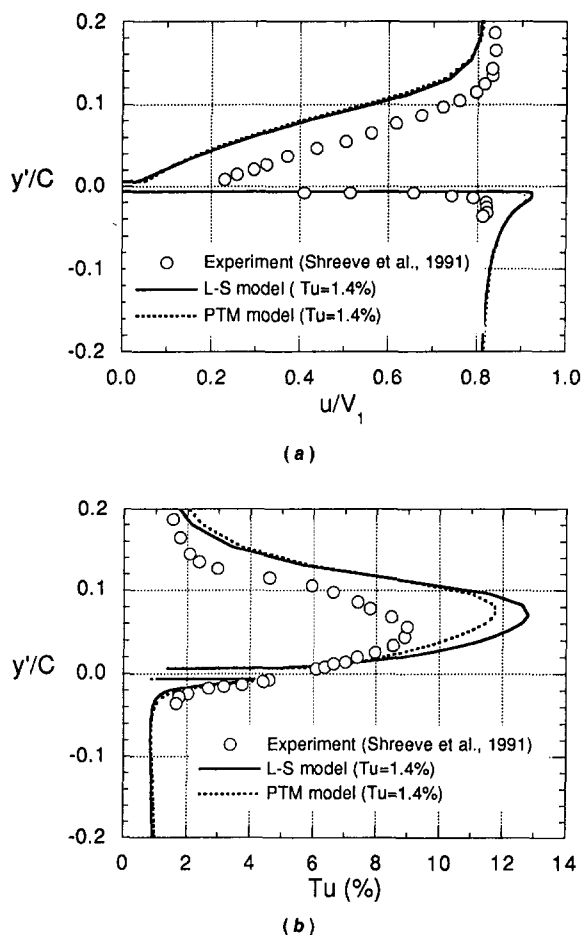 (a)
0.2
0.1
y'/C
0.0
-0.1
-0.2
Experiment (Shreeve et al., 1991)
L-S model ( Tu=1.4%)
PTM model (Tu=1.4%)
0.0 0.2 0.4 0.6 0.8 1.0
u/V1
(a)
0.2
0.1
y'/C
0.0
-0.1
-0.2
Experiment (Shreeve et al., 1991)
L-S model (Tu=1.4%)
PTM model (Tu=1.4%)
0 2 4 6 8 10 12 14
Tu (%)
(b)